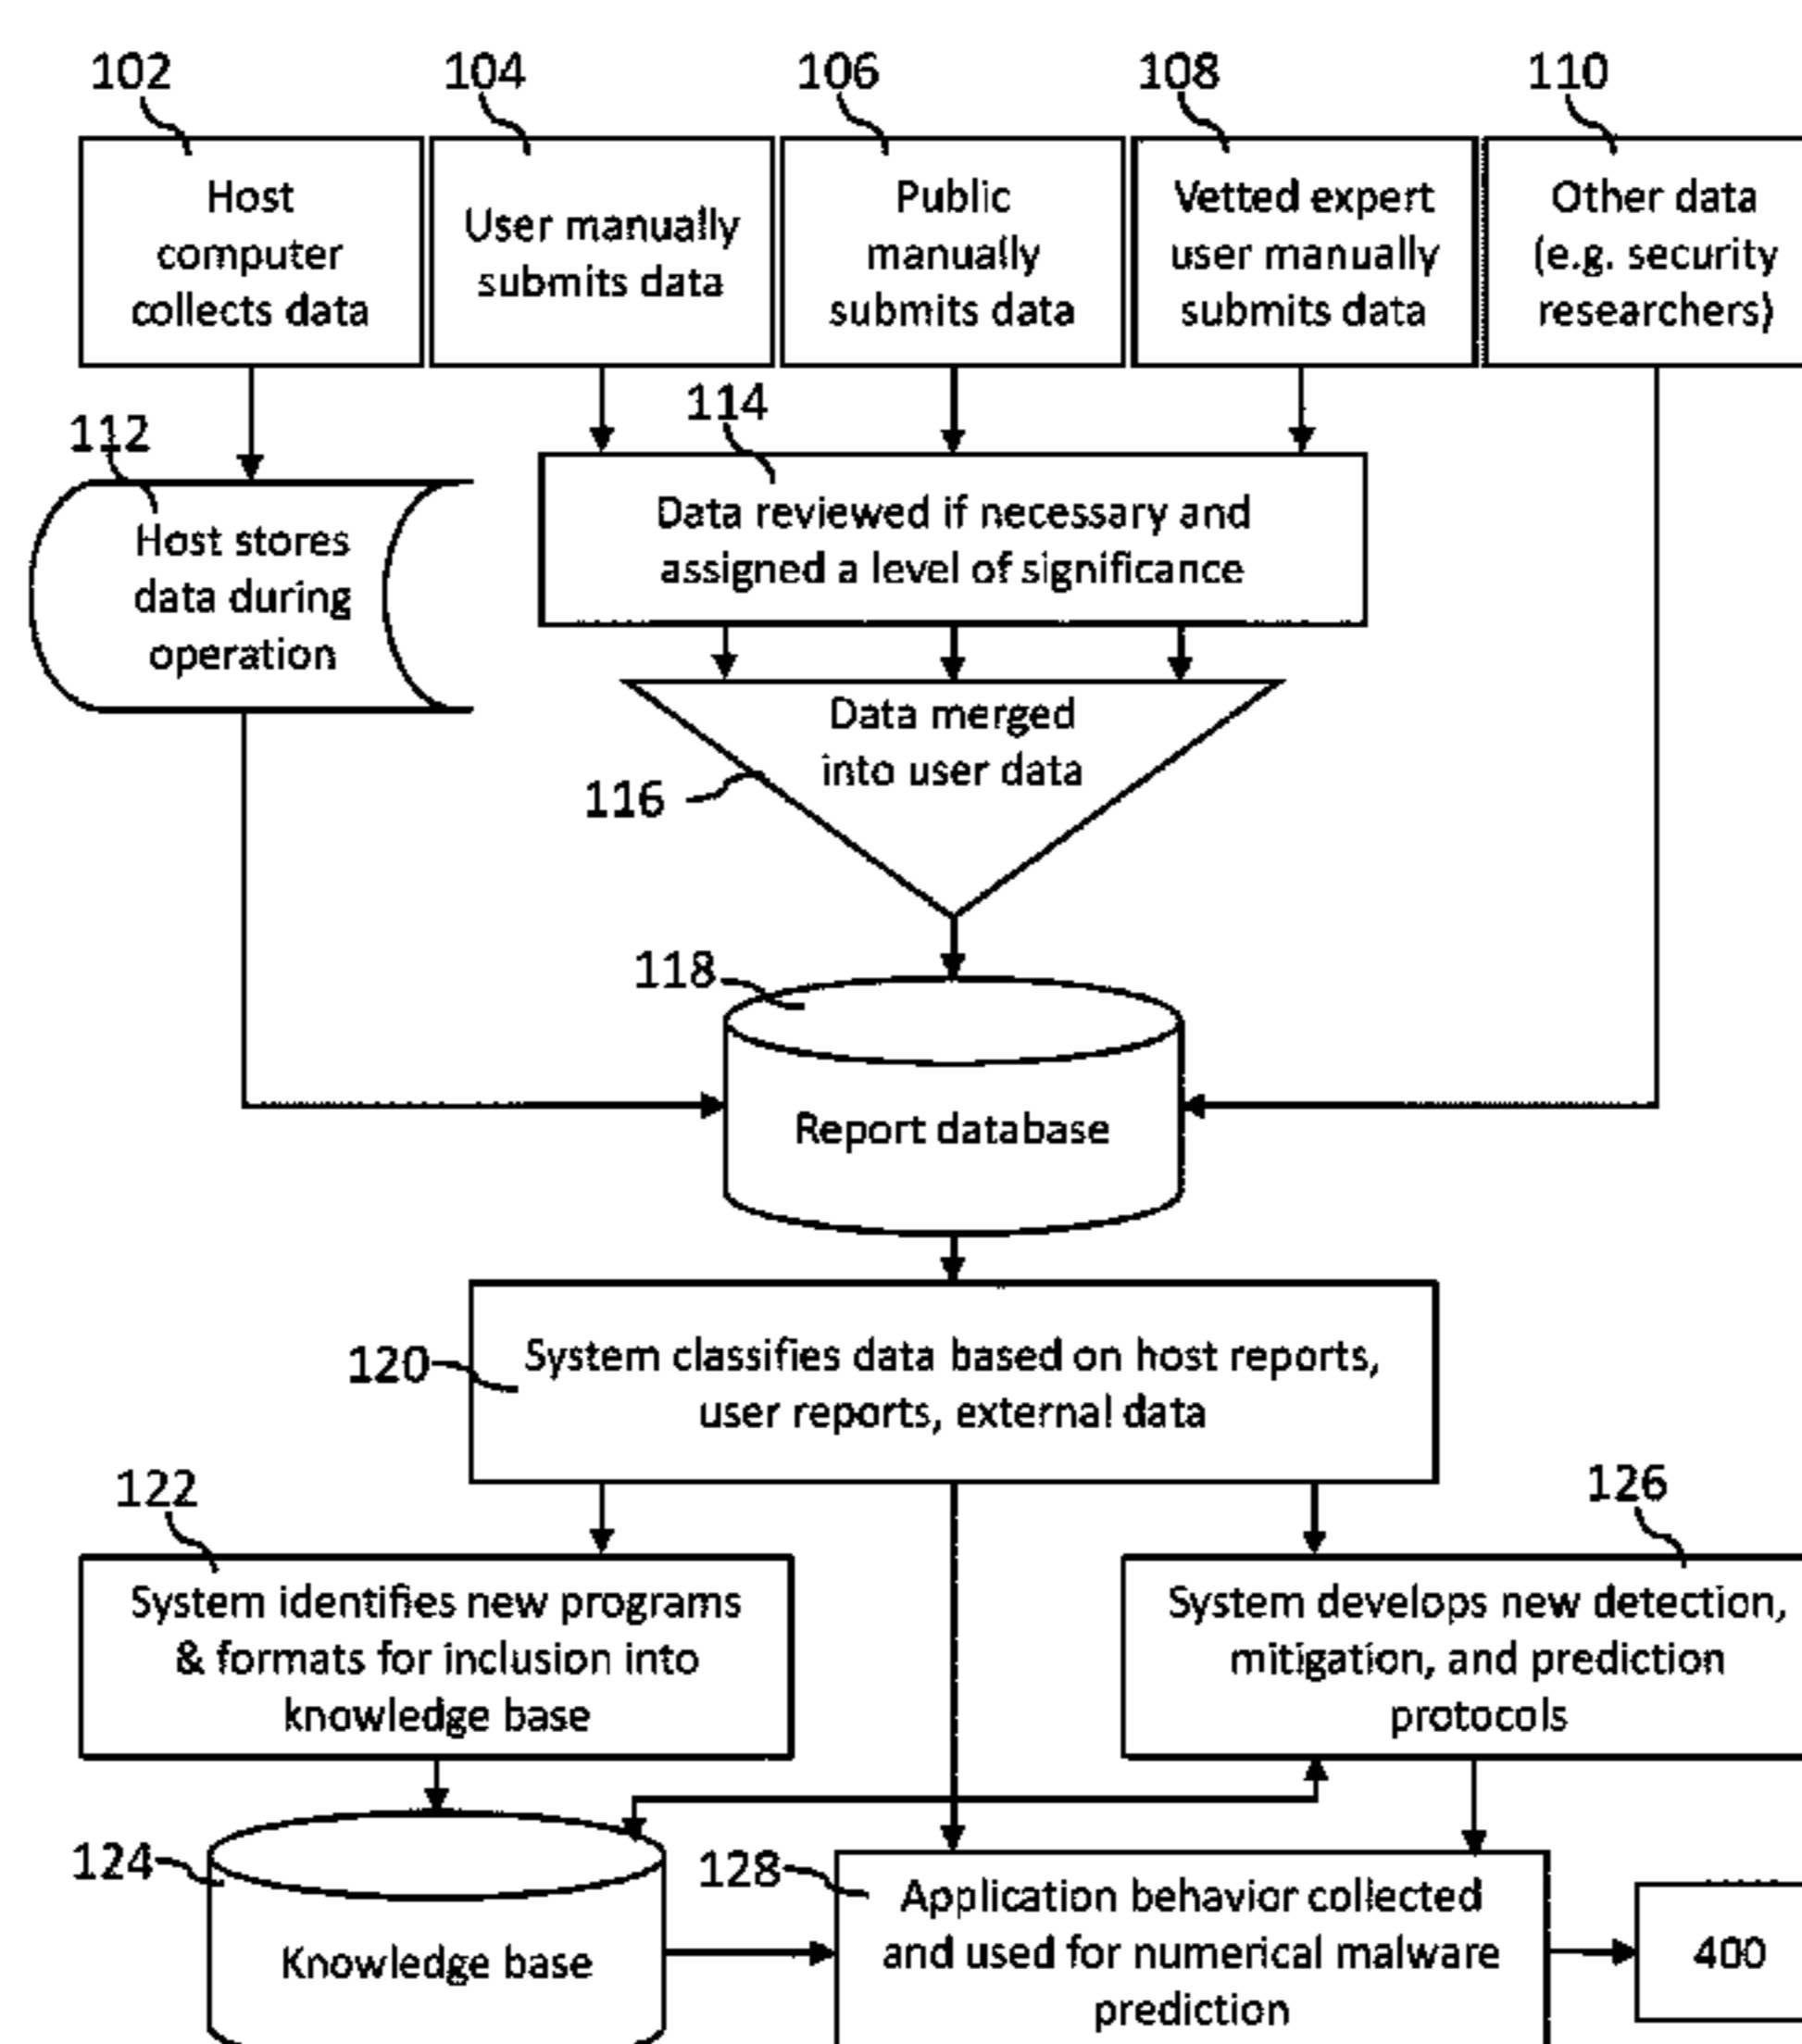 102
104
106
108
110
Host
computer
collects data
User manually
submits data
Public
manually
submits data
Vetted expert
user manually
submits data
Other data
(e.g. security
researchers)
112
114
Host stores
data during
operation
Data reviewed if necessary and
assigned a level of significance
Data merged
into user data
116
118
Report database
120
System classifies data based on host reports,
user reports, external data
122
126
System identifies new programs
& formats for inclusion into
knowledge base
System develops new detection,
mitigation, and prediction
protocols
124
Knowledge base
128
Application behavior collected
and used for numerical malware
prediction
400